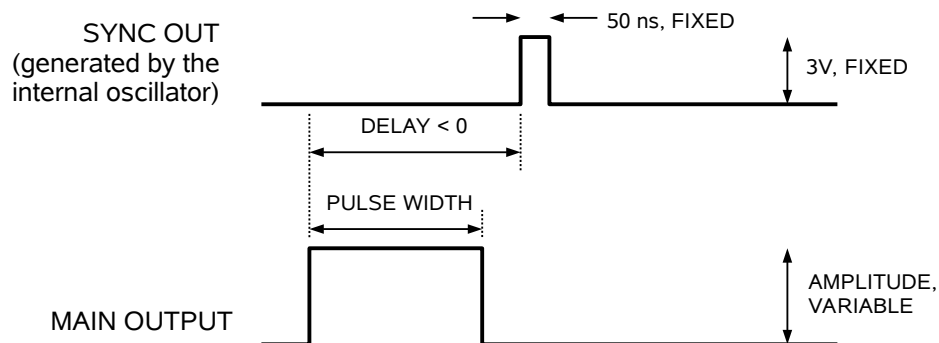 50 ns, FIXED
SYNC OUT
(generated by the
internal oscillator)
3V, FIXED
DELAY < 0
PULSE WIDTH
AMPLITUDE,
VARIABLE
MAIN OUTPUT